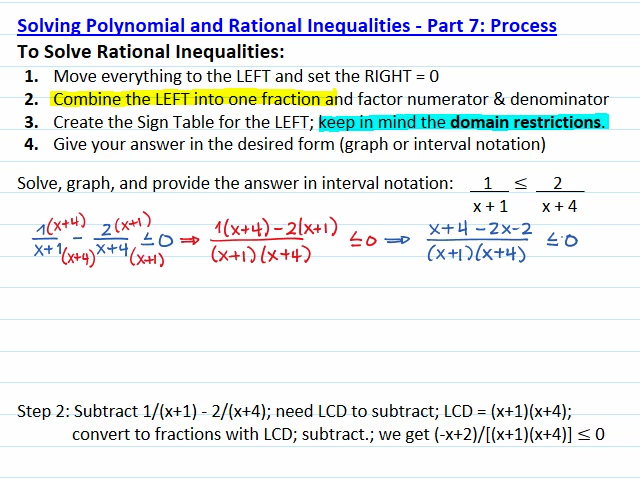 Solving Polynomial and Rational Inequalities - Part 7: Process
To Solve Rational Inequalities:
1. Move everything to the LEFT and set the RIGHT = 0
2. Combine the LEFT into one fraction and factor numerator & denominator
3. Create the Sign Table for the LEFT; keep in mind the domain restrictions.
4. Give your answer in the desired form (graph or interval notation)
Solve, graph, and provide the answer in interval notation: 1 ≤ 2
x + 1 x + 4
1(x+4) - 2(x+1) ≤ 0 ⇒ 1(x+4) - 2(x+1) ≤ 0 ⇒ x+4 - 2x - 2 ≤ 0
x+1(x+4) x+4(x+1) (x+1)(x+4) (x+1)(x+4)
Step 2: Subtract 1/(x+1) - 2/(x+4); need LCD to subtract; LCD = (x+1)(x+4);
convert to fractions with LCD; subtract.; we get (-x+2)/[(x+1)(x+4)] ≤ 0